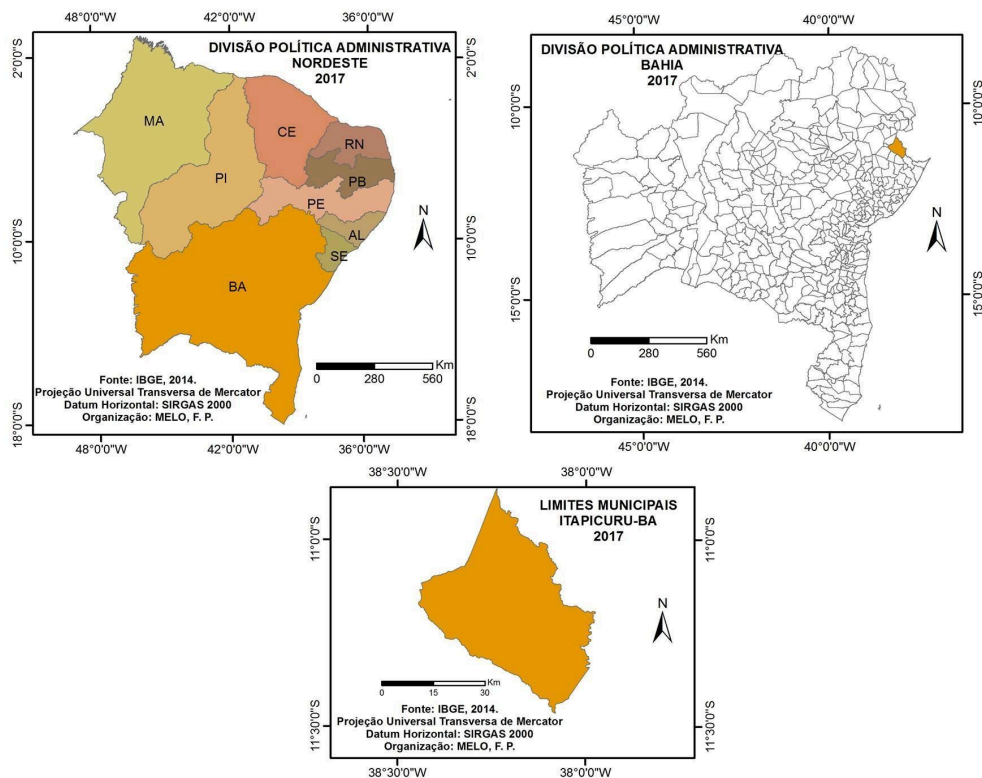 48°0'0"W
42°0'0"W
36°0'0"W
2°0'0"S
10°0'0"S
18°0'0"S
DIVISÃO POLÍTICA ADMINISTRATIVA
NORDESTE
2017
MA
PI
CE
RN
PB
PE
AL
SE
BA
N
Km
0 280 560
Fonte: IBGE, 2014.
Projeção Universal Transversa de Mercator
Datum Horizontal: SIRGAS 2000
Organização: MELO, F. P.
2°0'0"S
10°0'0"S
18°0'0"S
48°0'0"W
42°0'0"W
36°0'0"W
45°0'0"W
40°0'0"W
10°0'0"S
15°0'0"S
DIVISÃO POLÍTICA ADMINISTRATIVA
BAHIA
2017
N
Km
0 280 560
Fonte: IBGE, 2014.
Projeção Universal Transversa de Mercator
Datum Horizontal: SIRGAS 2000
Organização: MELO, F. P.
10°0'0"S
15°0'0"S
45°0'0"W
40°0'0"W
38°30'0"W
38°0'0"W
11°0'0"S
11°30'0"S
LIMITES MUNICIPAIS
ITAPICURU-BA
2017
N
Km
0 15 30
Fonte: IBGE, 2014.
Projeção Universal Transversa de Mercator
Datum Horizontal: SIRGAS 2000
Organização: MELO, F. P.
11°0'0"S
11°30'0"S
38°30'0"W
38°0'0"W